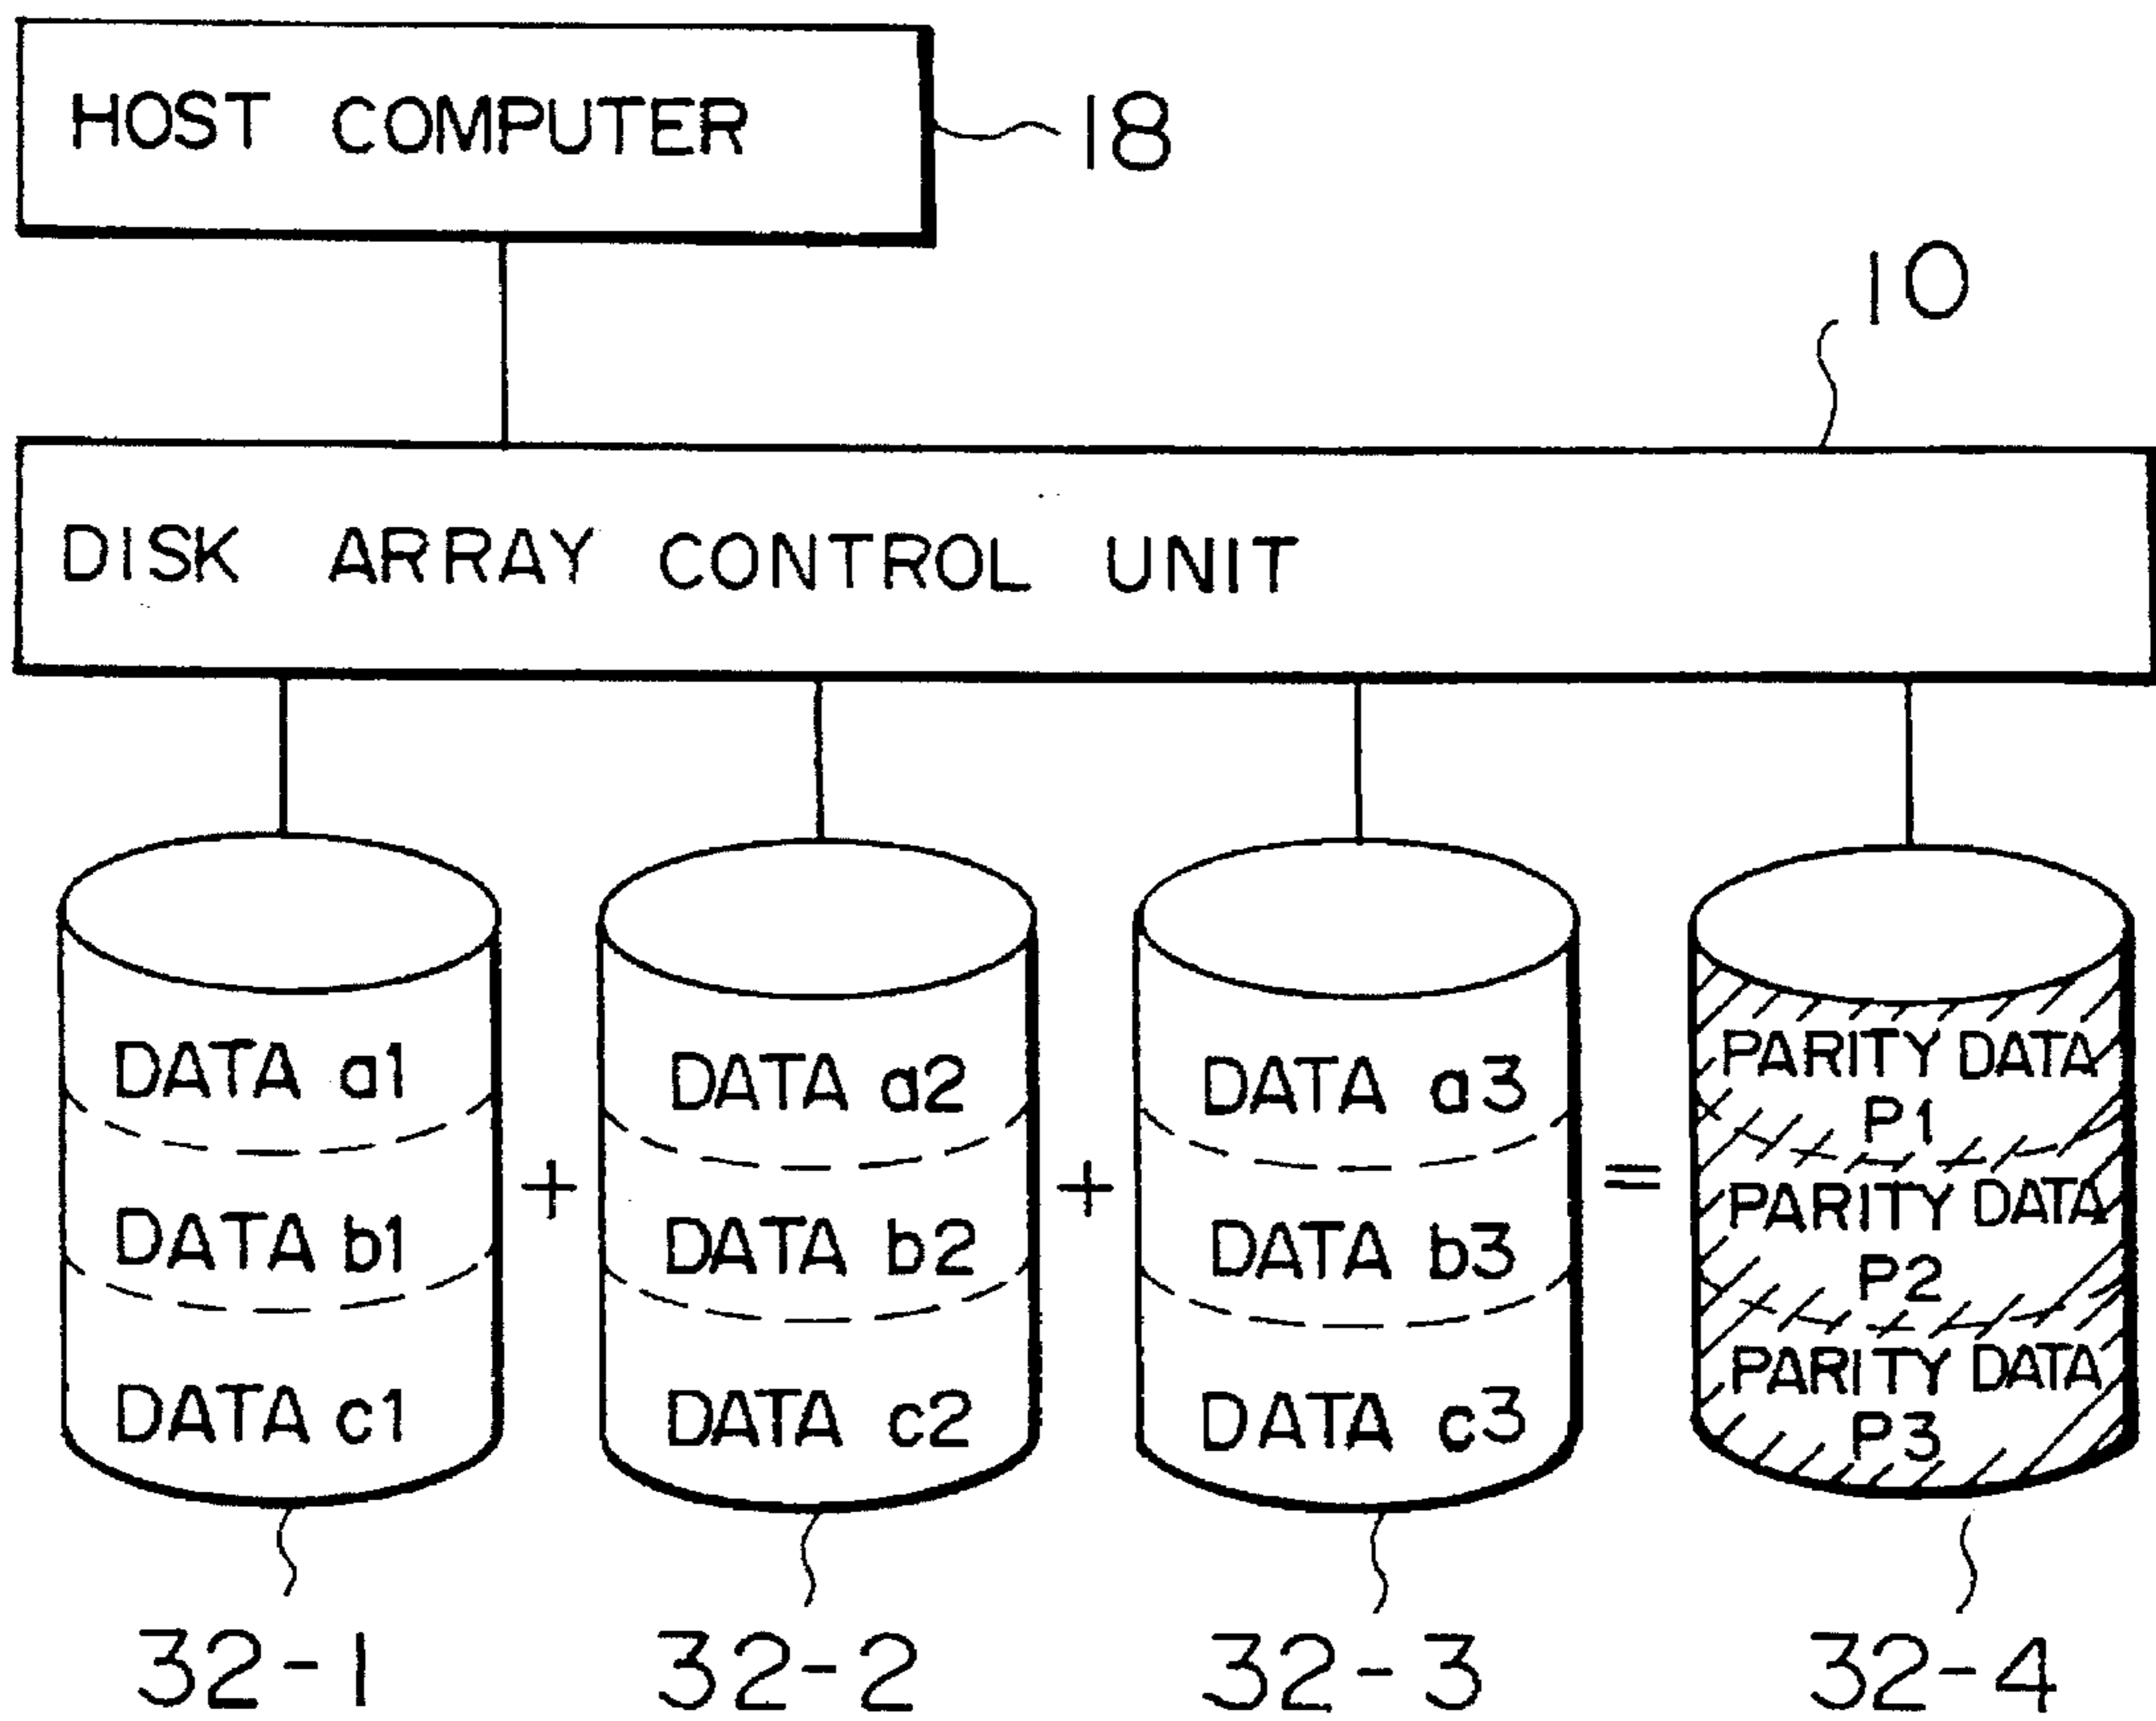 HOST COMPUTER
18
10
DISK ARRAY CONTROL UNIT
DATA a1
DATA b1
DATA c1
+
DATA a2
DATA b2
DATA c2
+
DATA a3
DATA b3
DATA c3
=
PARITY DATA
P1
PARITY DATA
P2
PARITY DATA
P3
32-1
32-2
32-3
32-4